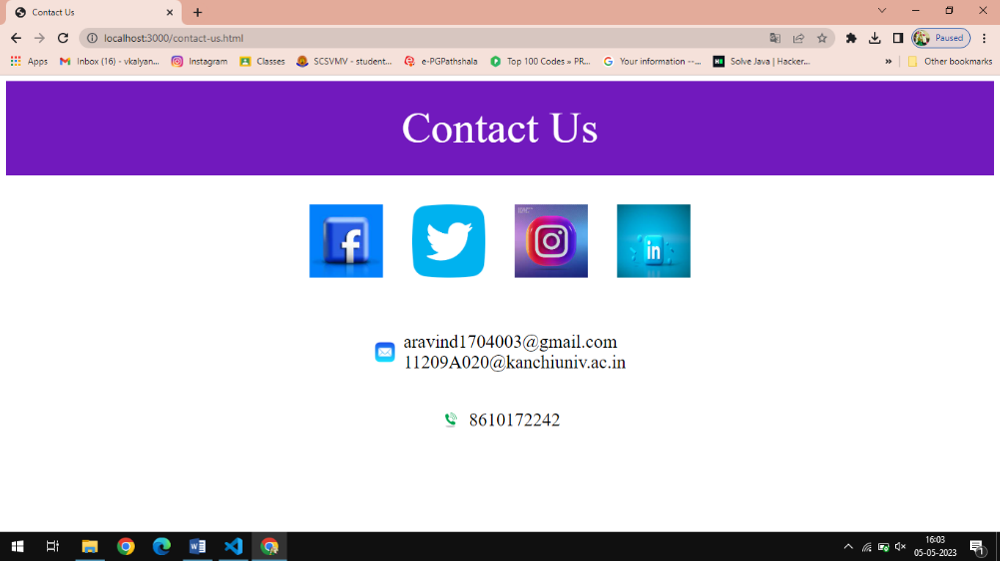 Contact Us
localhost:3000/contact-us.html
Paused
Apps
Inbox (16) - vkalyan...
Instagram
Classes
SCSVMV - student...
e-PGPathshala
Top 100 Codes » PR...
Your information --...
Solve Java | Hacker...
»
Other bookmarks
Contact Us
aravind1704003@gmail.com
11209A020@kanchiuniv.ac.in
8610172242
16:03
05-05-2023
1